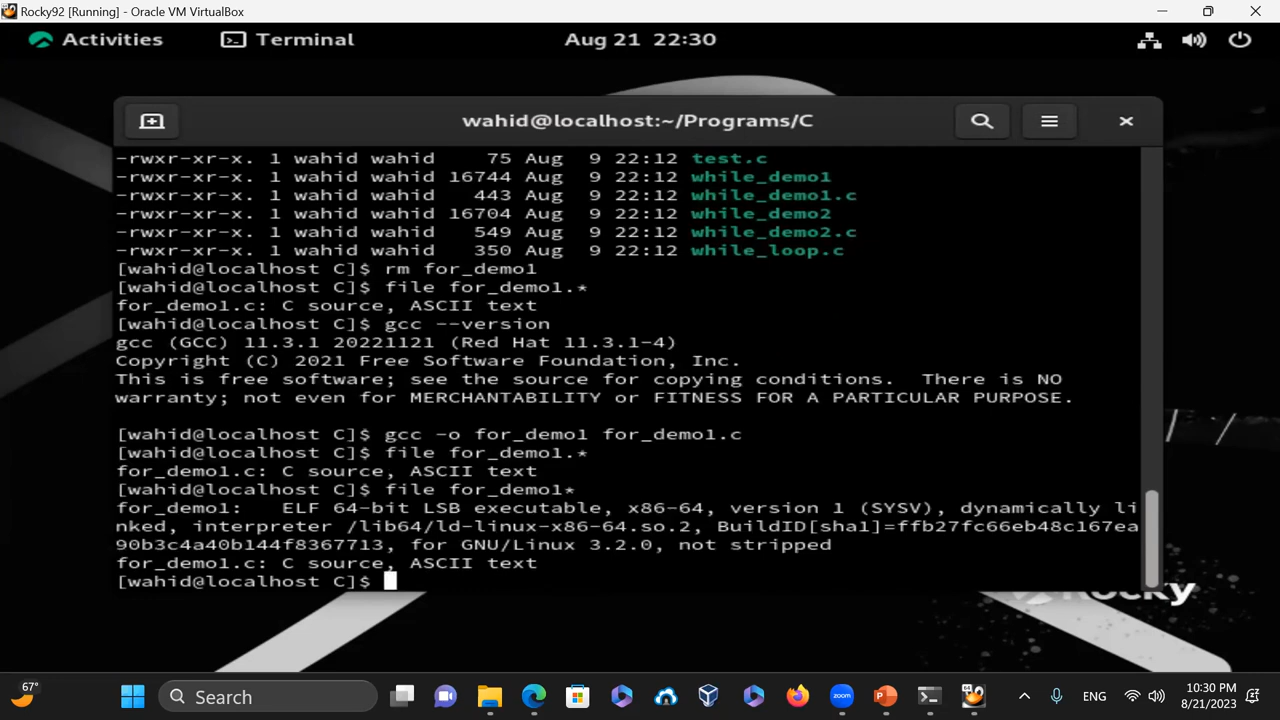 Rocky92 [Running] - Oracle VM VirtualBox
Activities Terminal Aug 21 22:30
wahid@localhost:~/Programs/C
-rwxr-xr-x. 1 wahid wahid 75 Aug 9 22:12 test.c
-rwxr-xr-x. 1 wahid wahid 16744 Aug 9 22:12 while_demo1
-rwxr-xr-x. 1 wahid wahid 443 Aug 9 22:12 while_demo1.c
-rwxr-xr-x. 1 wahid wahid 16704 Aug 9 22:12 while_demo2
-rwxr-xr-x. 1 wahid wahid 549 Aug 9 22:12 while_demo2.c
-rwxr-xr-x. 1 wahid wahid 350 Aug 9 22:12 while_loop.c
[wahid@localhost C]$ rm for_demo1
[wahid@localhost C]$ file for_demo1.*
for_demo1.c: C source, ASCII text
[wahid@localhost C]$ gcc --version
gcc (GCC) 11.3.1 20221121 (Red Hat 11.3.1-4)
Copyright (C) 2021 Free Software Foundation, Inc.
This is free software; see the source for copying conditions. There is NO
warranty; not even for MERCHANTABILITY or FITNESS FOR A PARTICULAR PURPOSE.
[wahid@localhost C]$ gcc -o for_demo1 for_demo1.c
[wahid@localhost C]$ file for_demo1.*
for_demo1.c: C source, ASCII text
[wahid@localhost C]$ file for_demo1*
for_demo1: ELF 64-bit LSB executable, x86-64, version 1 (SYSV), dynamically li
nked, interpreter /lib64/ld-linux-x86-64.so.2, BuildID[sha1]=ffb27fc66eb48c167ea
90b3c4a40b144f8367713, for GNU/Linux 3.2.0, not stripped
for_demo1.c: C source, ASCII text
[wahid@localhost C]$
Rocky
67°
Search
zoom
ENG
10:30 PM
8/21/2023